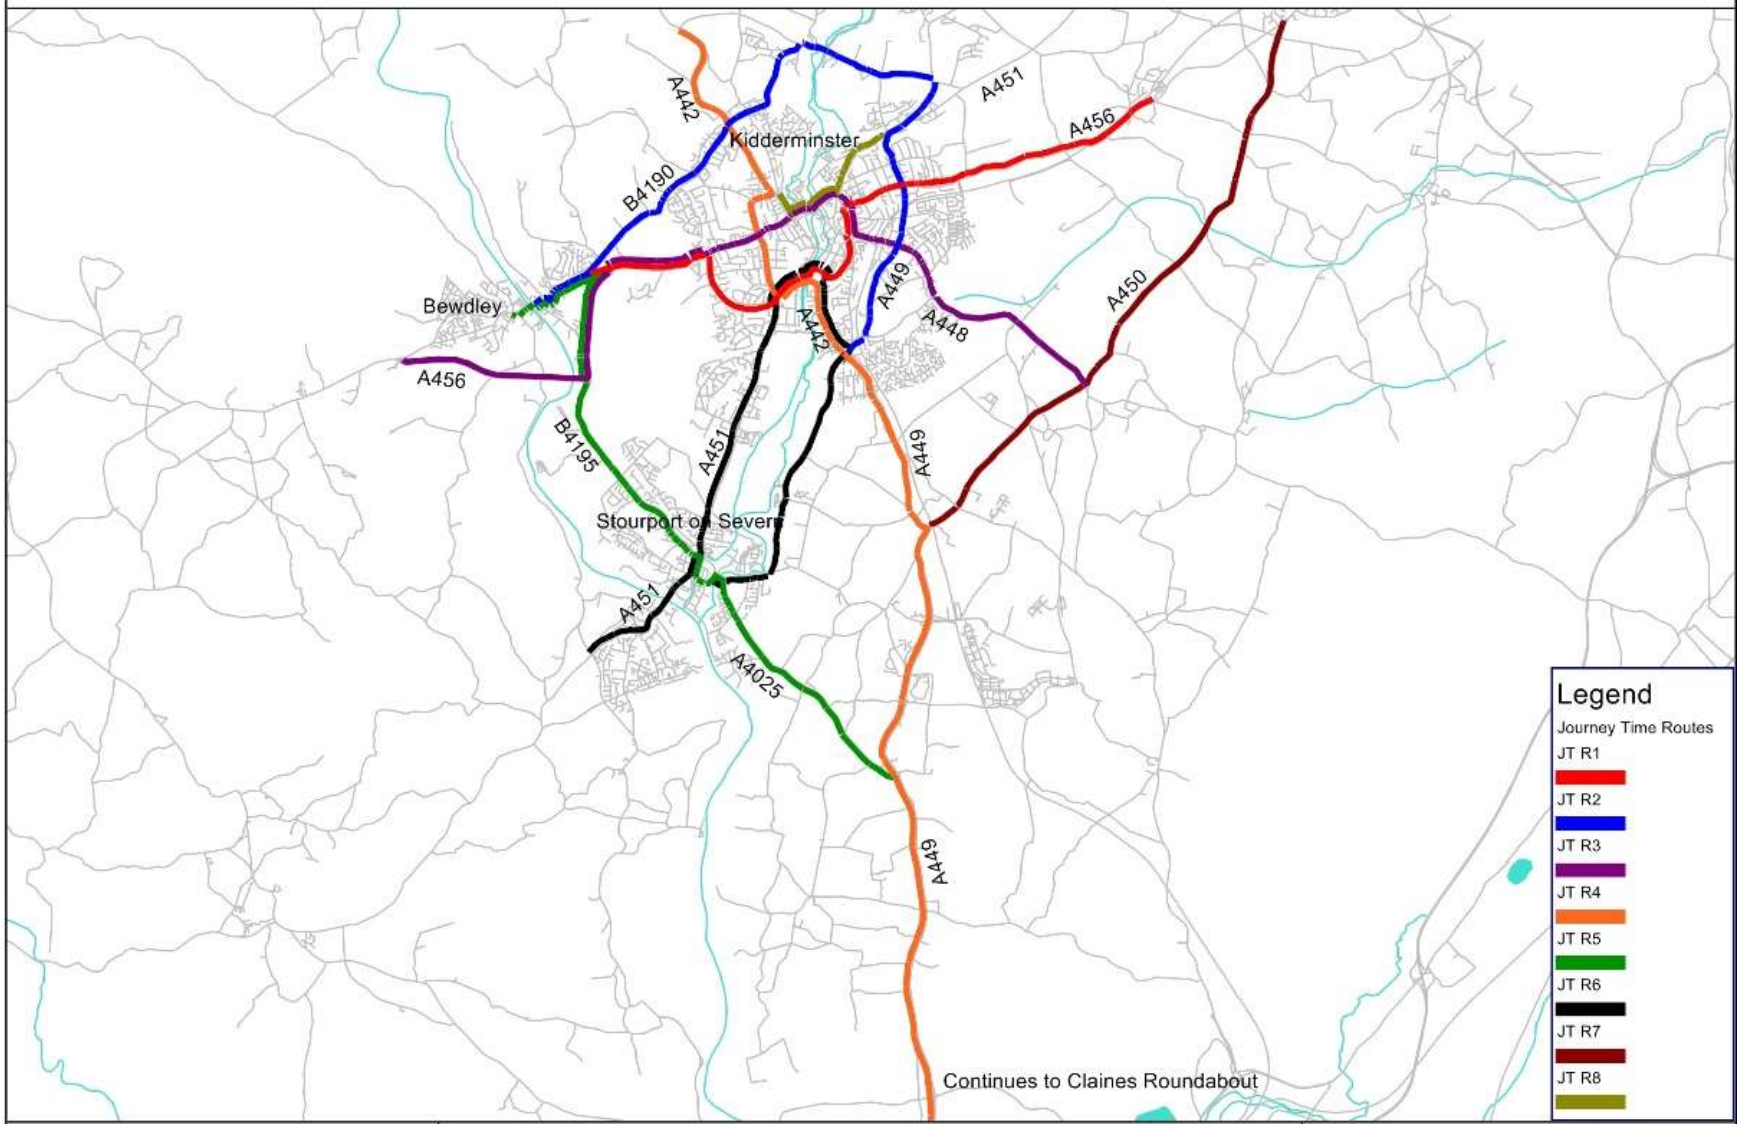 A442
A451
A456
Kidderminster
B4190
A449
A450
Bewdley
A442
A448
A456
B4195
A451
A449
Stourport on Severn
A451
A4025
A449
Continues to Claines Roundabout
Legend
Journey Time Routes
JT R1
JT R2
JT R3
JT R4
JT R5
JT R6
JT R7
JT R8